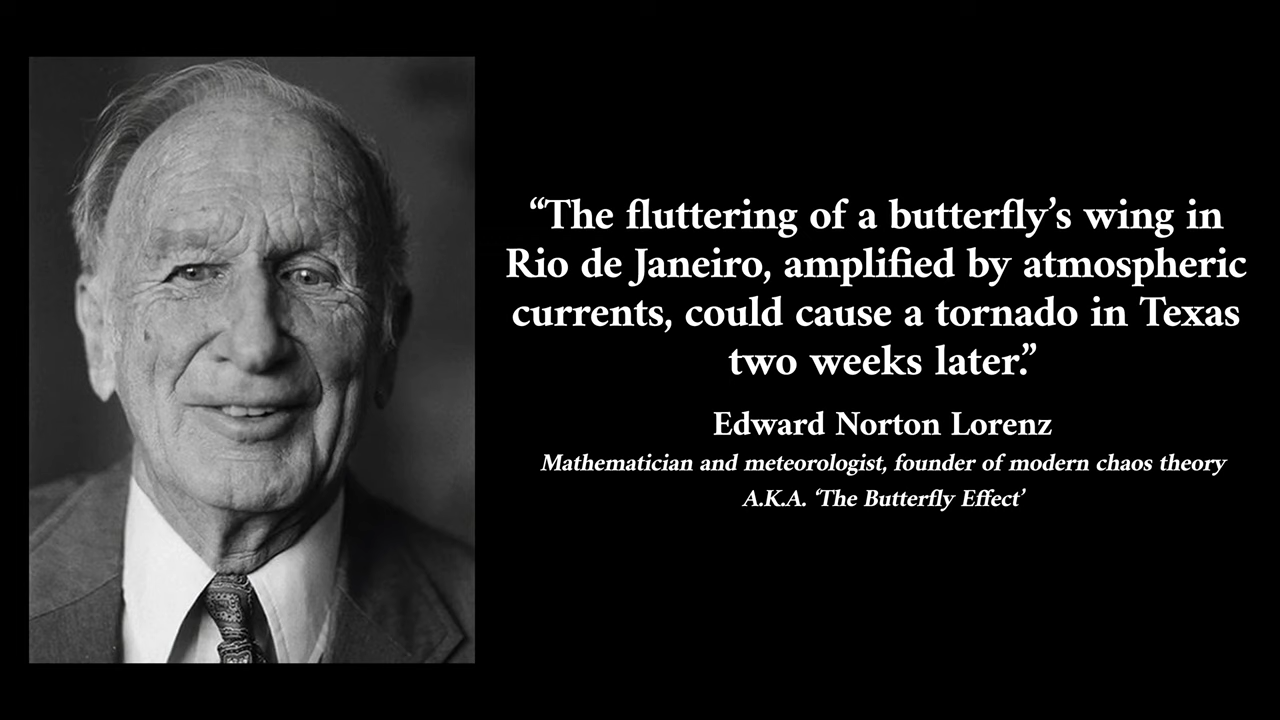 “The fluttering of a butterfly’s wing in
Rio de Janeiro, amplified by atmospheric
currents, could cause a tornado in Texas
two weeks later.”
Edward Norton Lorenz
Mathematician and meteorologist, founder of modern chaos theory
A.K.A. ‘The Butterfly Effect’